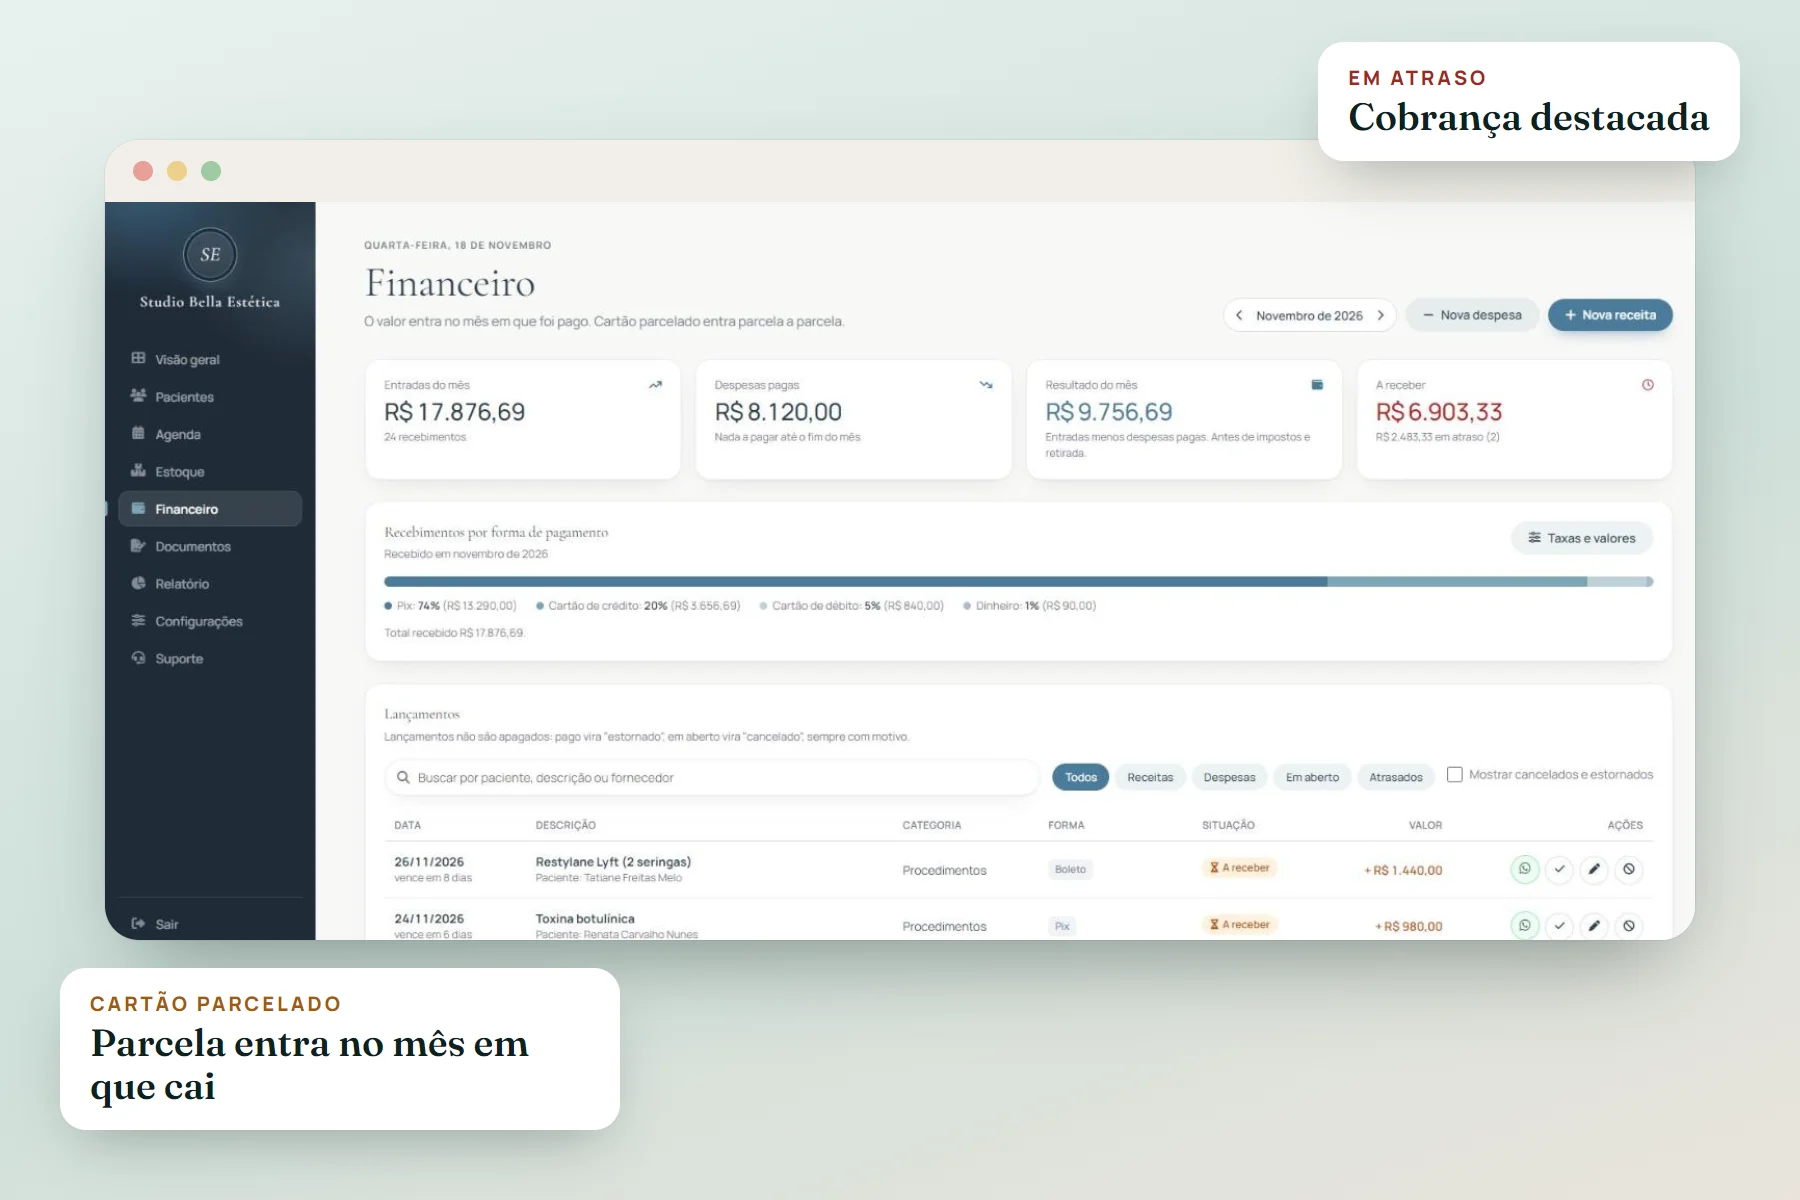 EM ATRASO
Cobrança destacada
SE
Studio Bella Estética
Visão geral
Pacientes
Agenda
Estoque
Financeiro
Documentos
Relatório
Configurações
Suporte
Sair
QUARTA-FEIRA, 18 DE NOVEMBRO
Financeiro
O valor entra no mês em que foi pago. Cartão parcelado entra parcela a parcela.
Novembro de 2026
Nova despesa
Nova receita
Entradas do mês
R$ 17.876,69
24 recebimentos
Despesas pagas
R$ 8.120,00
Nada a pagar até o fim do mês
Resultado do mês
R$ 9.756,69
Entradas menos despesas pagas. Antes de impostos e
retirada.
A receber
R$ 6.903,33
R$ 2.483,33 em atraso (2)
Recebimentos por forma de pagamento
Recebido em novembro de 2026
Taxas e valores
Pix: 74% (R$ 13.290,00) Cartão de crédito: 20% (R$ 3.656,69) Cartão de débito: 5% (R$ 840,00) Dinheiro: 1% (R$ 90,00)
Total recebido R$ 17.876,69.
Lançamentos
Lançamentos não são apagados: pago vira "estornado", em aberto vira "cancelado", sempre com motivo.
Buscar por paciente, descrição ou fornecedor
Todos Receitas Despesas Em aberto Atrasados Mostrar cancelados e estornados
DATA DESCRIÇÃO CATEGORIA FORMA SITUAÇÃO VALOR AÇÕES
26/11/2026 Restylane Lyft (2 seringas) Procedimentos Boleto A receber + R$ 1.440,00
vence em 8 dias Paciente: Tatiane Freitas Melo
24/11/2026 Toxina botulínica Procedimentos Pix A receber + R$ 980,00
vence em 6 dias Paciente: Renata Carvalho Nunes
CARTÃO PARCELADO
Parcela entra no mês em
que cai